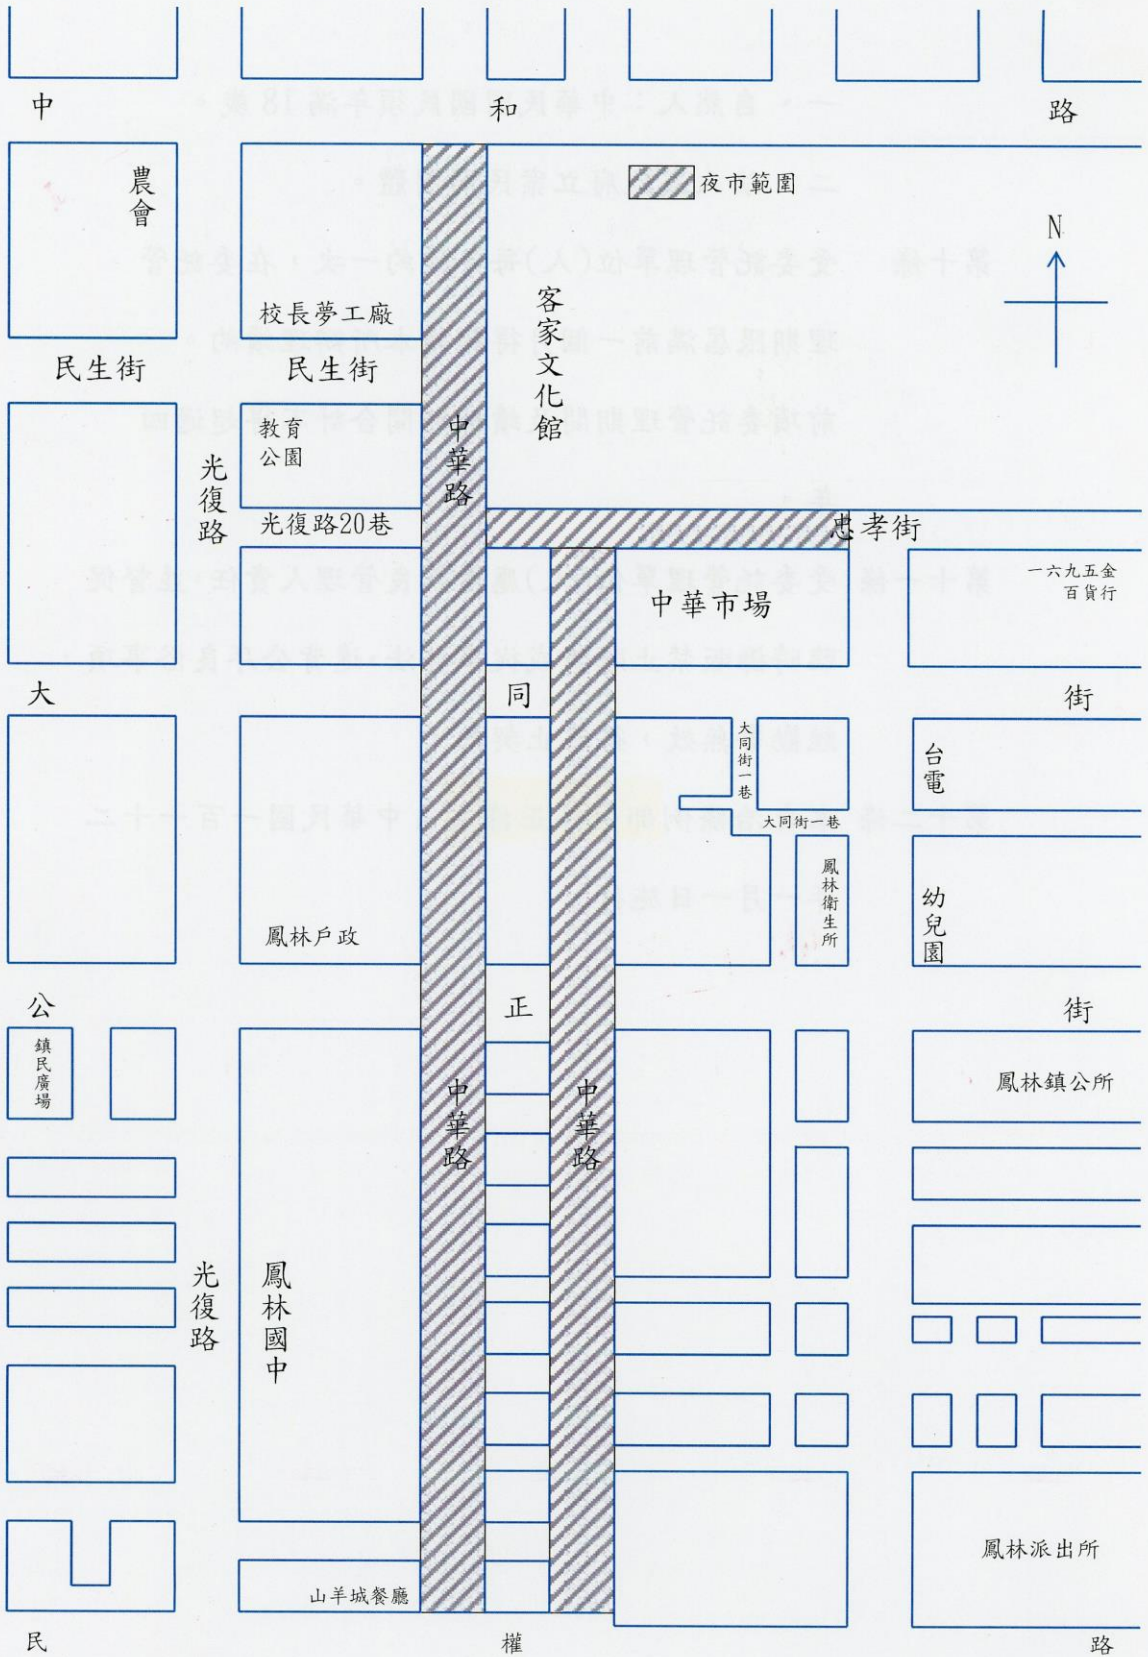 中和路
農會
夜市範圍
N
校長夢工廠
客家文化館
民生街
民生街
教育
公園
中華路
光復路
光復路20巷
忠孝街
一六九五金
百貨行
中華市場
大同街
大同街一巷
台電
大同街一巷
鳳林衛生所
幼兒園
鳳林戶政
公正街
鎮民廣場
鳳林鎮公所
中華路
中華路
光復路
鳳林國中
鳳林派出所
山羊城餐廳
民權路